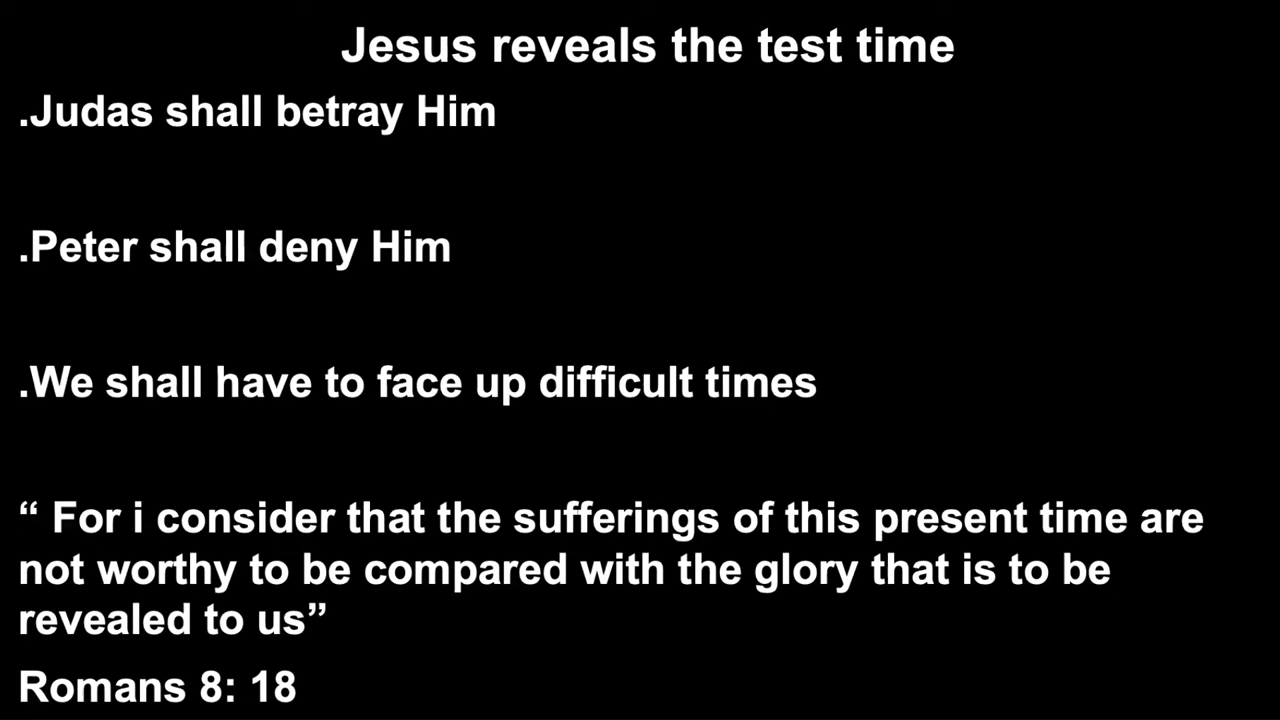 Jesus reveals the test time
.Judas shall betray Him
.Peter shall deny Him
.We shall have to face up difficult times
“ For i consider that the sufferings of this present time are
not worthy to be compared with the glory that is to be
revealed to us”
Romans 8: 18